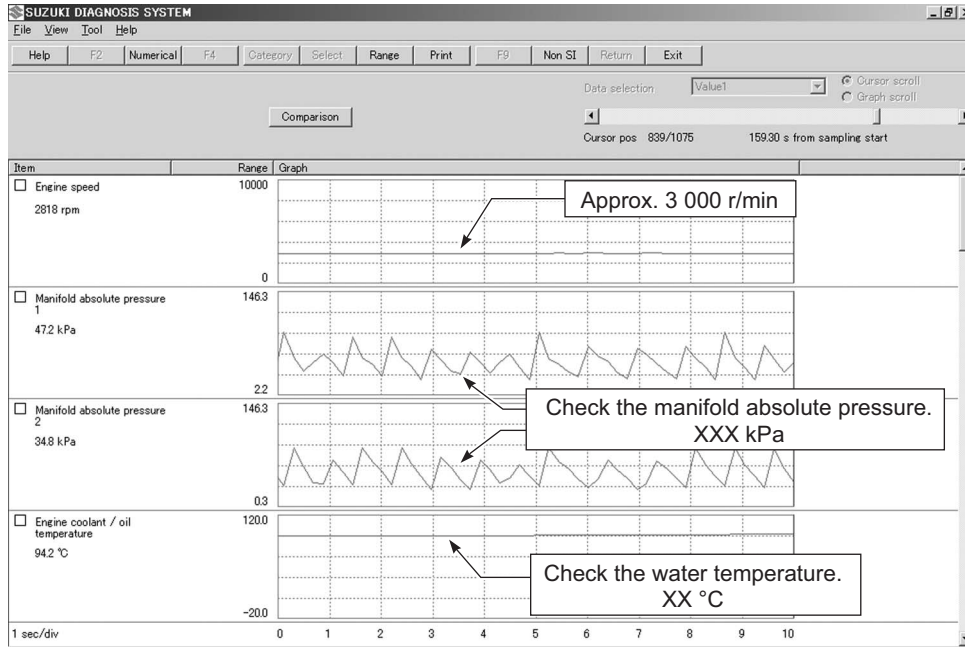 SUZUKI DIAGNOSIS SYSTEM
File View Tool Help
Help F2 Numerical F4 Category Select Range Print F9 Non SI Return Exit
Data selection Value1 Cursor scroll
Graph scroll
Comparison
Cursor pos 839/1075 159.30 s from sampling start
Item Range Graph
Engine speed 10000
2818 rpm
Approx. 3 000 r/min
0
Manifold absolute pressure 146.3
1
47.2 kPa
2.2
Check the manifold absolute pressure.
XXX kPa
Manifold absolute pressure 146.3
2
34.8 kPa
0.3
Engine coolant / oil 120.0
temperature
94.2 °C
Check the water temperature.
XX °C
-20.0
1 sec/div 0 1 2 3 4 5 6 7 8 9 10